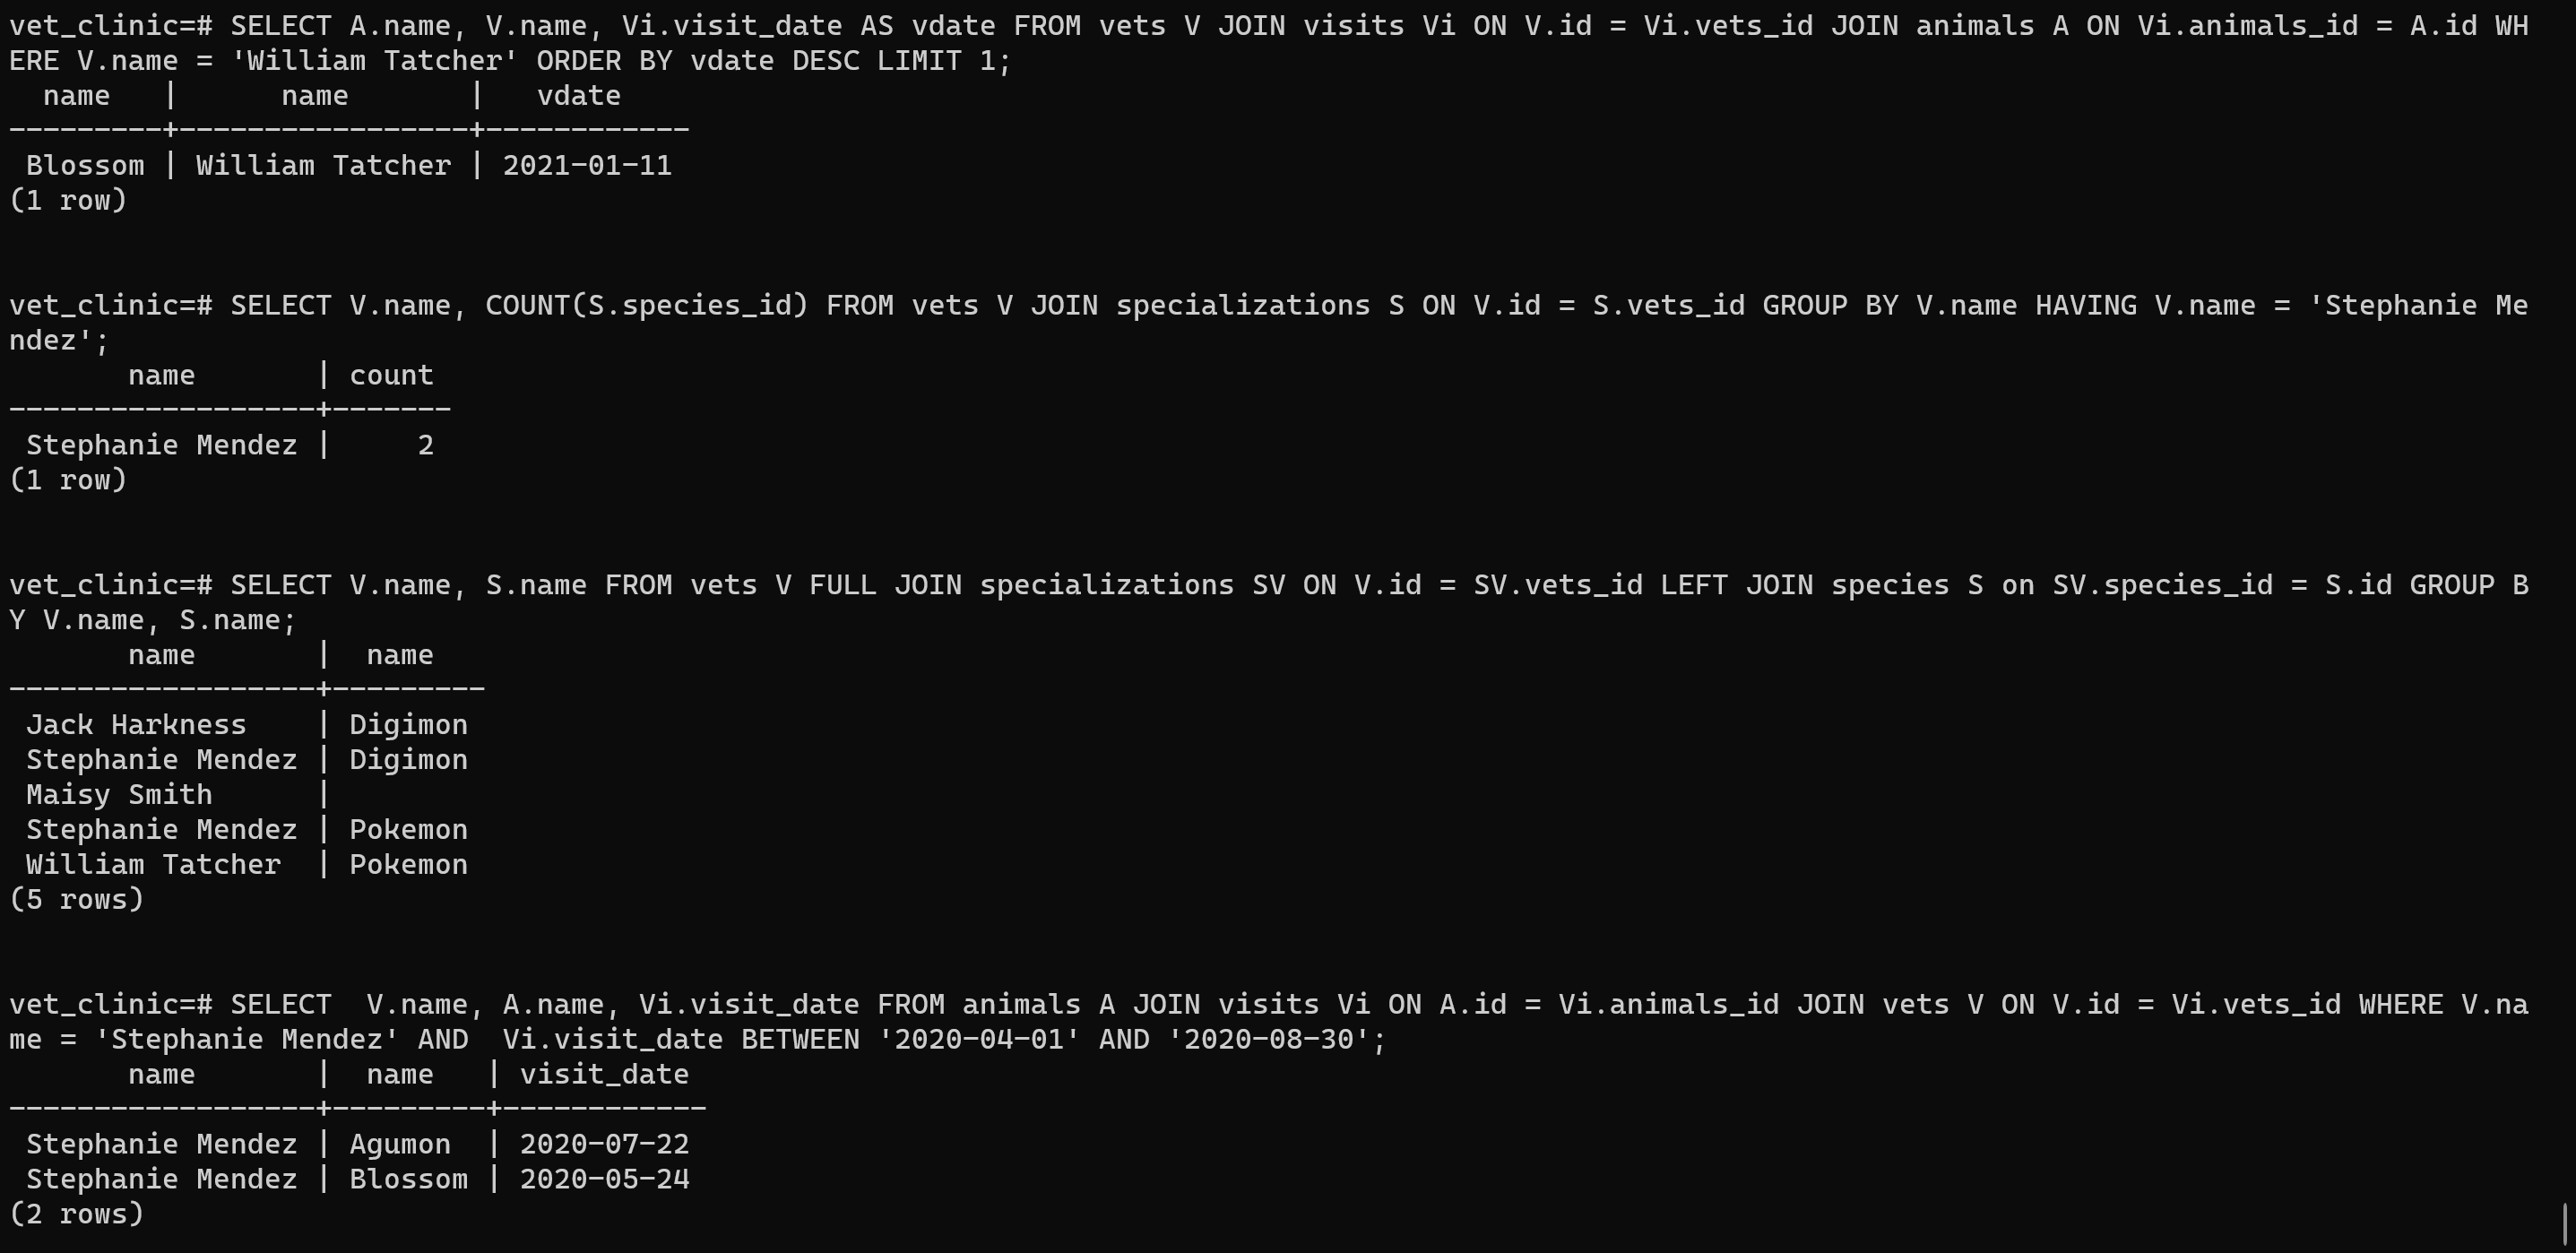 vet_clinic=# SELECT A.name, V.name, Vi.visit_date AS vdate FROM vets V JOIN visits Vi ON V.id = Vi.vets_id JOIN animals A ON Vi.animals_id = A.id WH
ERE V.name = 'William Tatcher' ORDER BY vdate DESC LIMIT 1;
  name   |      name       |   vdate
---------+-----------------+------------
 Blossom | William Tatcher | 2021-01-11
(1 row)


vet_clinic=# SELECT V.name, COUNT(S.species_id) FROM vets V JOIN specializations S ON V.id = S.vets_id GROUP BY V.name HAVING V.name = 'Stephanie Me
ndez';
       name       | count
------------------+-------
 Stephanie Mendez |     2
(1 row)


vet_clinic=# SELECT V.name, S.name FROM vets V FULL JOIN specializations SV ON V.id = SV.vets_id LEFT JOIN species S on SV.species_id = S.id GROUP B
Y V.name, S.name;
       name       |  name
------------------+---------
 Jack Harkness    | Digimon
 Stephanie Mendez | Digimon
 Maisy Smith      |
 Stephanie Mendez | Pokemon
 William Tatcher  | Pokemon
(5 rows)


vet_clinic=# SELECT  V.name, A.name, Vi.visit_date FROM animals A JOIN visits Vi ON A.id = Vi.animals_id JOIN vets V ON V.id = Vi.vets_id WHERE V.na
me = 'Stephanie Mendez' AND  Vi.visit_date BETWEEN '2020-04-01' AND '2020-08-30';
       name       |  name   | visit_date
------------------+---------+------------
 Stephanie Mendez | Agumon  | 2020-07-22
 Stephanie Mendez | Blossom | 2020-05-24
(2 rows)